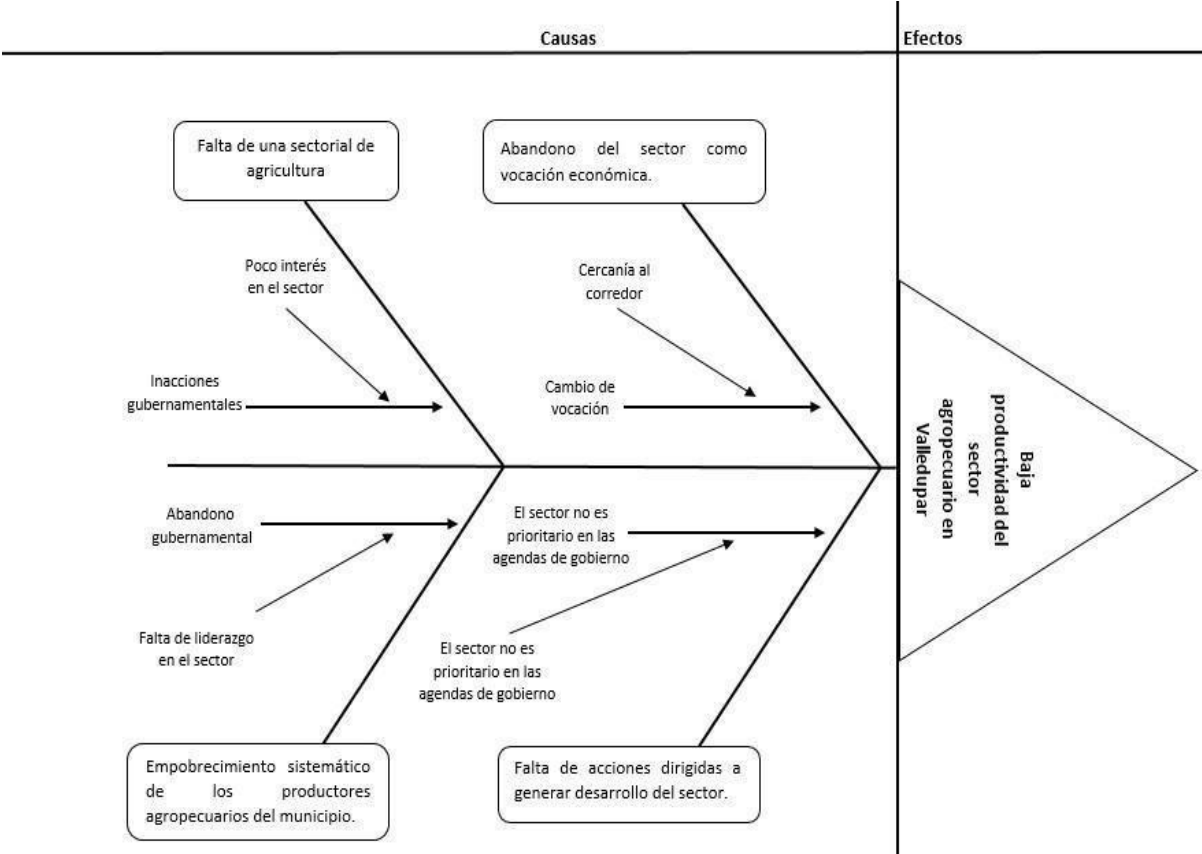 Causas
Efectos
Falta de una sectorial de
agricultura
Abandono del sector como
vocación económica.
Poco interés
en el sector
Cercanía al
corredor
Inacciones
gubernamentales
Cambio de
vocación
Baja
productividad del
sector
agropecuario en
Valledupar
Abandono
gubernamental
El sector no es
prioritario en las
agendas de gobierno
Falta de liderazgo
en el sector
El sector no es
prioritario en las
agendas de gobierno
Empobrecimiento sistemático
de los productores
agropecuarios del municipio.
Falta de acciones dirigidas a
generar desarrollo del sector.